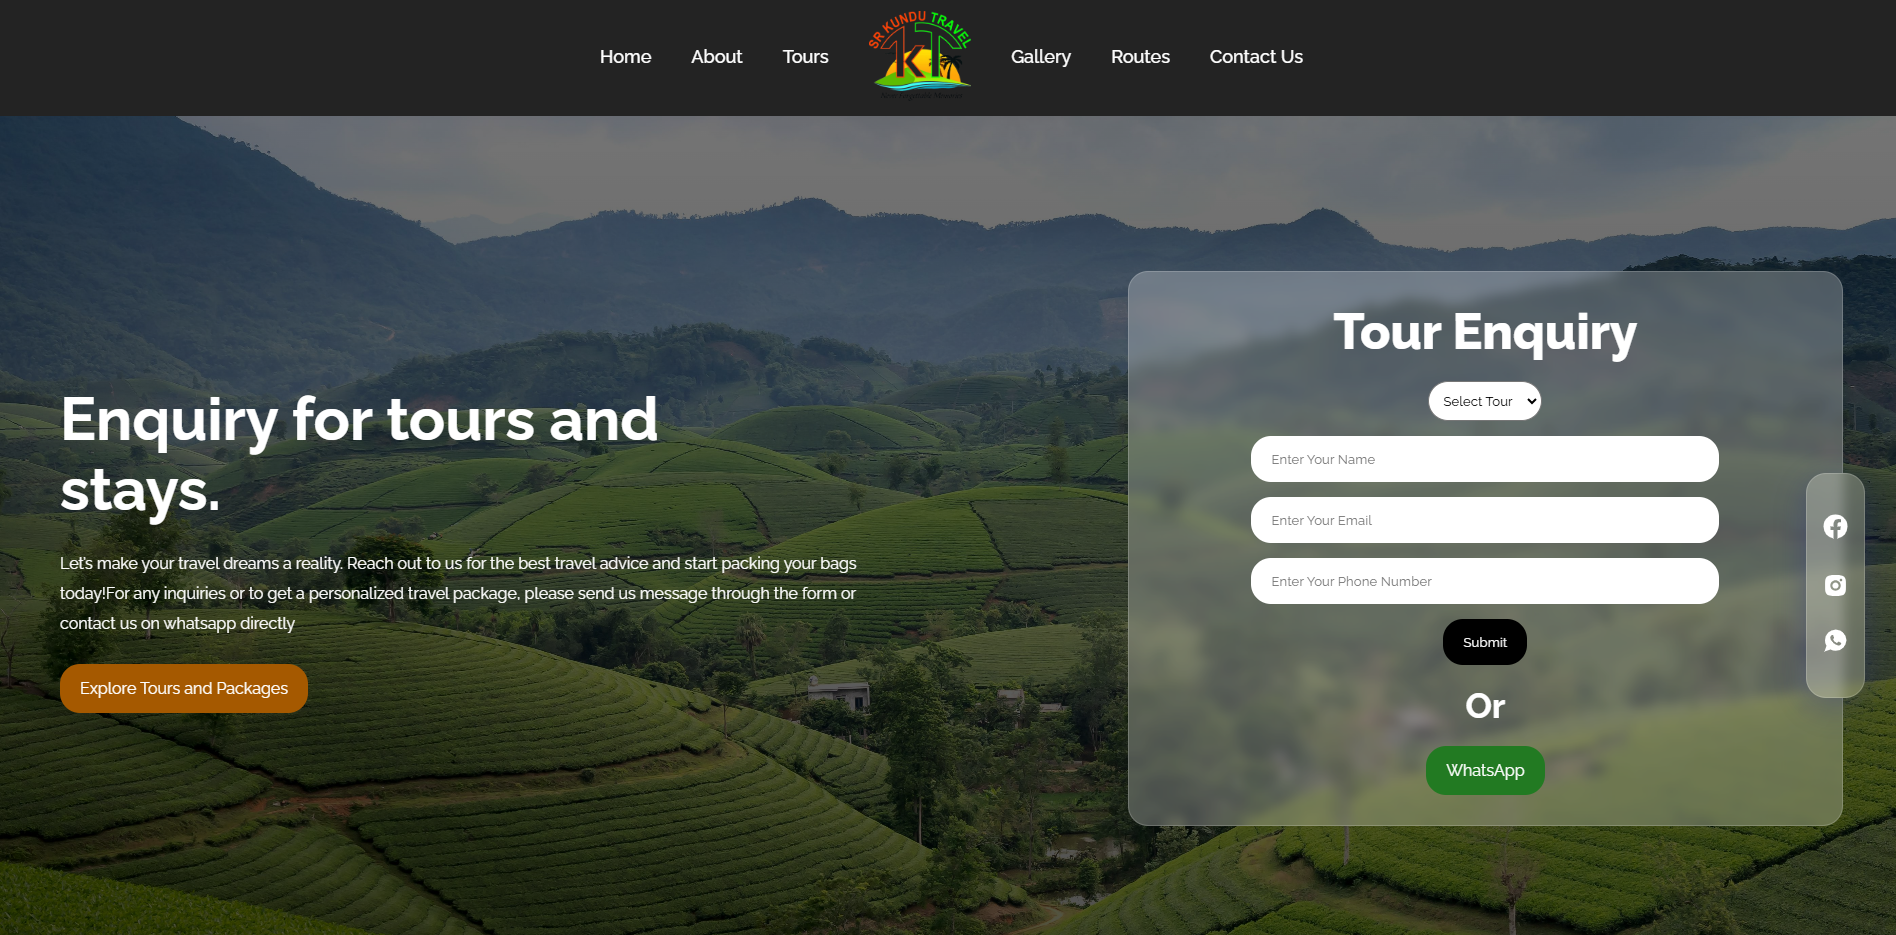 Home
About
Tours
SR KUNDU TRAVEL
KT
Gallery
Routes
Contact Us
Enquiry for tours and
stays.
Let's make your travel dreams a reality. Reach out to us for the best travel advice and start packing your bags
today!For any inquiries or to get a personalized travel package, please send us message through the form or
contact us on whatsapp directly
Explore Tours and Packages
Tour Enquiry
Select Tour
Enter Your Name
Enter Your Email
Enter Your Phone Number
Submit
Or
WhatsApp